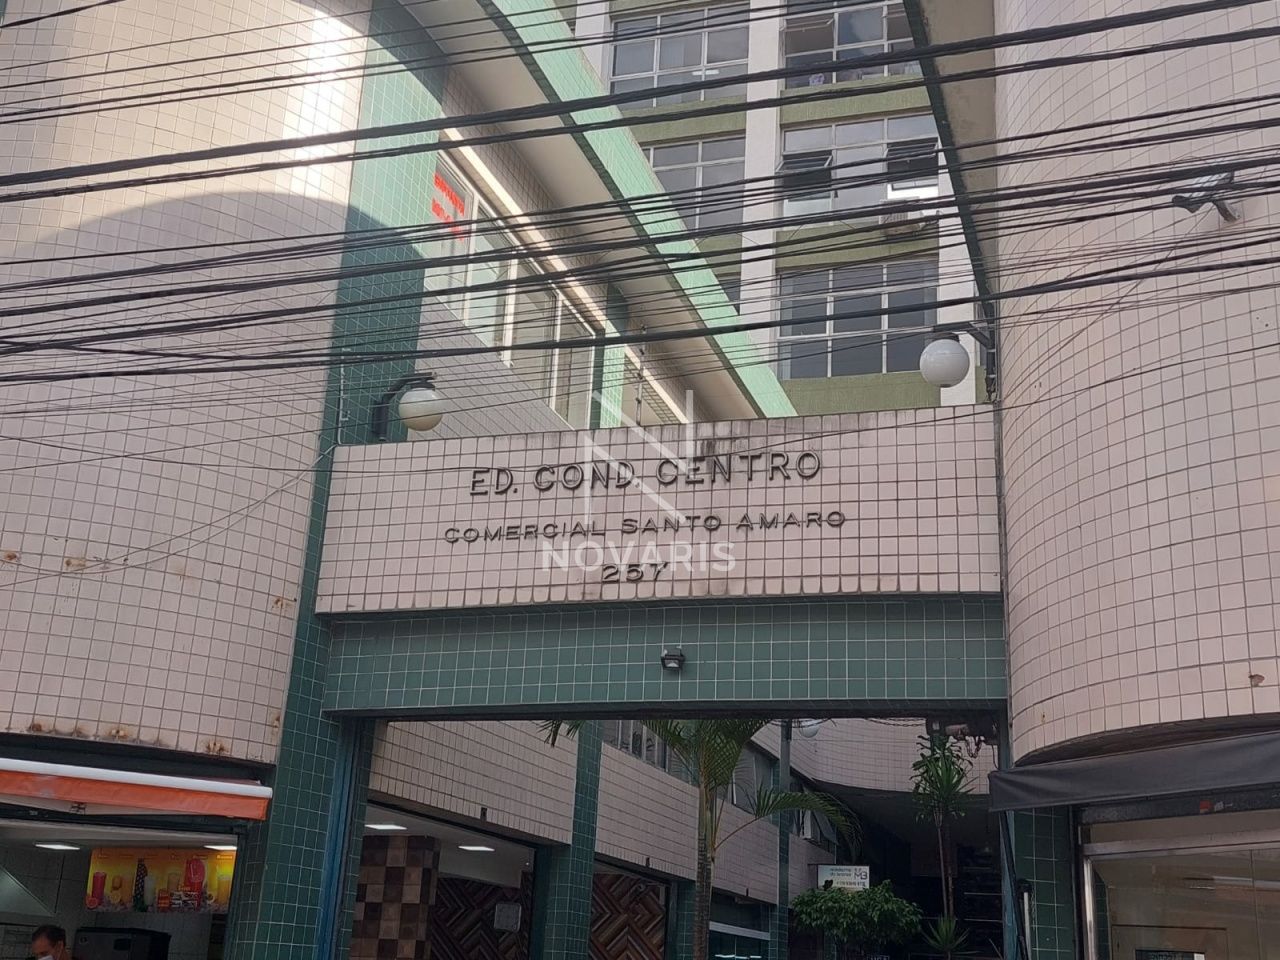 ED. COND. CENTRO
COMERCIAL SANTO AMARO
NOVARIS
257